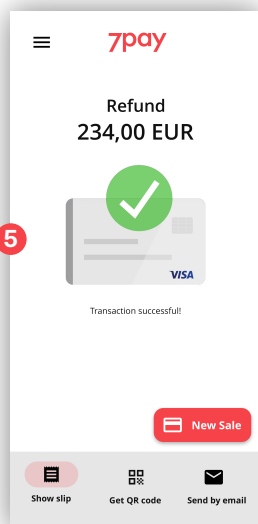 7pay
Refund
234,00 EUR
5
VISA
Transaction successful!
New Sale
Show slip
Get QR code
Send by email